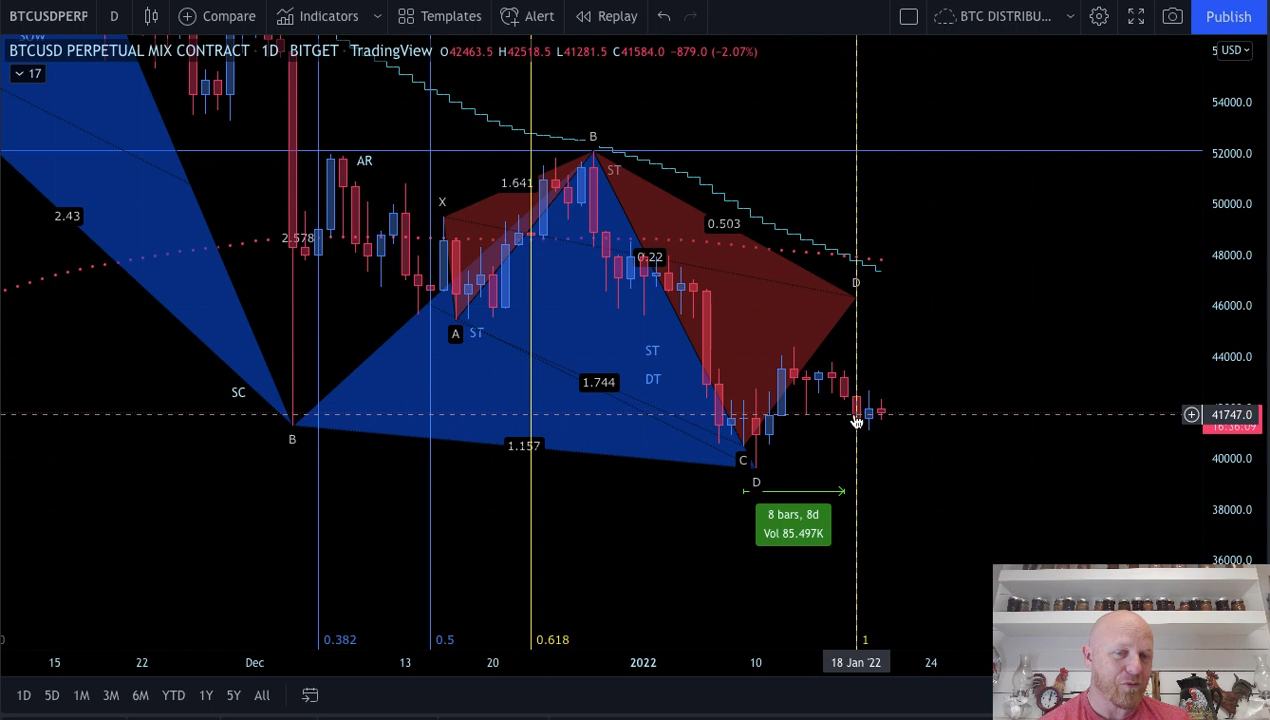 BTCUSDPERP D Compare Indicators Templates Alert Replay BTC DISTRIBU... Publish
BTCUSD PERPETUAL MIX CONTRACT · 1D · BITGET · TradingView O42463.5 H42518.5 L41281.5 C41584.0 −879.0 (−2.07%)
USD
17
54000.0
52000.0
50000.0
48000.0
46000.0
44000.0
41747.0
16:36:09
40000.0
38000.0
36000.0
B
AR
ST
1.641
X
2.43
2.578
0.503
0.22
D
A
ST
ST
DT
1.744
SC
B
1.157
C
D
8 bars, 8d
Vol 85.497K
0.382
0.5
0.618
1
15 22 Dec 13 20 2022 10 18 Jan '22 24
1D 5D 1M 3M 6M YTD 1Y 5Y All